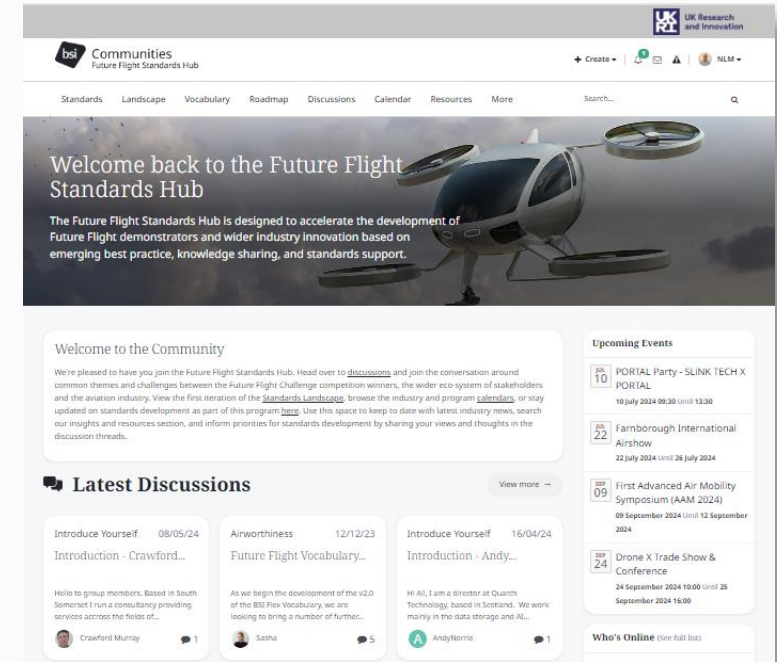 UK RI UK Research
and Innovation
bsi Communities
Future Flight Standards Hub
+ Create
NLM
Standards Landscape Vocabulary Roadmap Discussions Calendar Resources More Search...
Welcome back to the Future Flight
Standards Hub
The Future Flight Standards Hub is designed to accelerate the development of
Future Flight demonstrators and wider industry innovation based on
emerging best practice, knowledge sharing, and standards support.
Welcome to the Community
We're pleased to have you join the Future Flight Standards Hub. Head over to discussions and join the conversation around
common themes and challenges between the Future Flight Challenge competition winners, the wider eco-system of stakeholders
and the aviation industry. View the first iteration of the Standards Landscape, browse the industry and program calendars, or stay
updated on standards development as part of this program here. Use this space to keep to date with latest industry news, search
our insights and resources section, and inform priorities for standards development by sharing your views and thoughts in the
discussion threads.
Latest Discussions
View more →
Introduce Yourself 08/05/24
Introduction - Crawford...
Hello to group members. Based in South
Somerset I run a consultancy providing
services accross the fields of...
Crawford Murray 1
Airworthiness 12/12/23
Future Flight Vocabulary...
As we begin the development of the v2.0
of the BSI Flex Vocabulary, we are
looking to bring a number of further...
Sasha 5
Introduce Yourself 16/04/24
Introduction - Andy...
Hi All, I am a director at Quarch
Technology, based in Scotland. We work
mainly in the data storage and AI...
A AndyNorrie 1
Upcoming Events
JUL
10
PORTAL Party - SLiNK TECH X
PORTAL
10 July 2024 09:30 Until 13:30
JUL
22
Farnborough International
Airshow
22 July 2024 Until 26 July 2024
SEP
09
First Advanced Air Mobility
Symposium (AAM 2024)
09 September 2024 Until 12 September
2024
SEP
24
Drone X Trade Show &
Conference
24 September 2024 10:00 Until 25
September 2024 16:00
Who's Online (See full list)